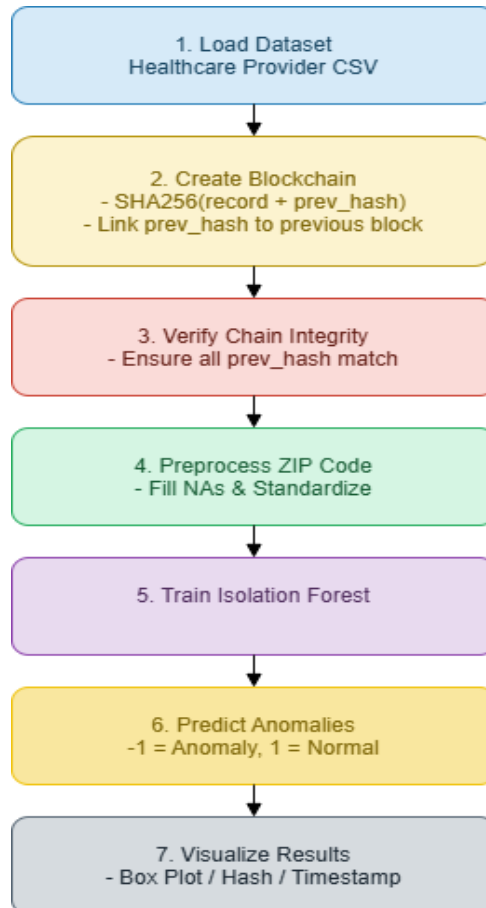 1. Load Dataset
Healthcare Provider CSV
2. Create Blockchain
- SHA256(record + prev_hash)
- Link prev_hash to previous block
3. Verify Chain Integrity
- Ensure all prev_hash match
4. Preprocess ZIP Code
- Fill NAs & Standardize
5. Train Isolation Forest
6. Predict Anomalies
-1 = Anomaly, 1 = Normal
7. Visualize Results
- Box Plot / Hash / Timestamp